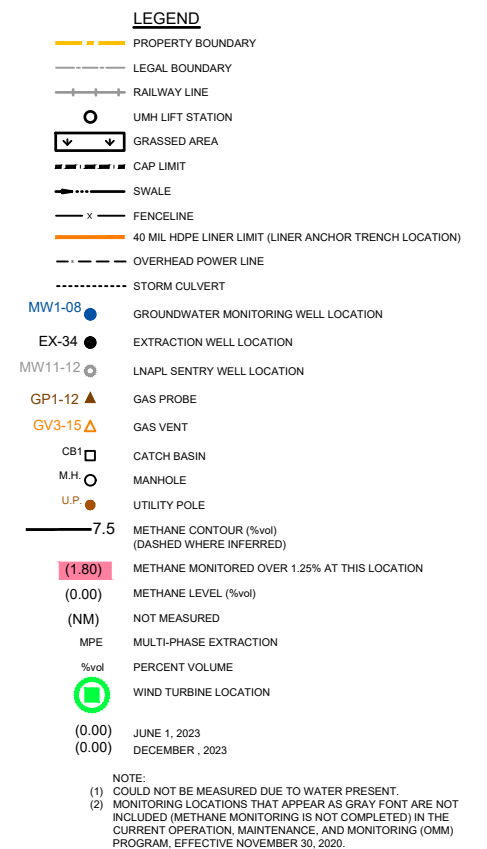 LEGEND
PROPERTY BOUNDARY
LEGAL BOUNDARY
RAILWAY LINE
UMH LIFT STATION
GRASSED AREA
CAP LIMIT
SWALE
x FENCELINE
40 MIL HDPE LINER LIMIT (LINER ANCHOR TRENCH LOCATION)
OVERHEAD POWER LINE
STORM CULVERT
MW1-08 GROUNDWATER MONITORING WELL LOCATION
EX-34 EXTRACTION WELL LOCATION
MW11-12 LNAPL SENTRY WELL LOCATION
GP1-12 GAS PROBE
GV3-15 GAS VENT
CB1 CATCH BASIN
M.H. MANHOLE
U.P. UTILITY POLE
7.5 METHANE CONTOUR (%vol)
(DASHED WHERE INFERRED)
(1.80) METHANE MONITORED OVER 1.25% AT THIS LOCATION
(0.00) METHANE LEVEL (%vol)
(NM) NOT MEASURED
MPE MULTI-PHASE EXTRACTION
%vol PERCENT VOLUME
WIND TURBINE LOCATION
(0.00) JUNE 1, 2023
(0.00) DECEMBER , 2023
NOTE:
(1) COULD NOT BE MEASURED DUE TO WATER PRESENT.
(2) MONITORING LOCATIONS THAT APPEAR AS GRAY FONT ARE NOT
INCLUDED (METHANE MONITORING IS NOT COMPLETED) IN THE
CURRENT OPERATION, MAINTENANCE, AND MONITORING (OMM)
PROGRAM, EFFECTIVE NOVEMBER 30, 2020.